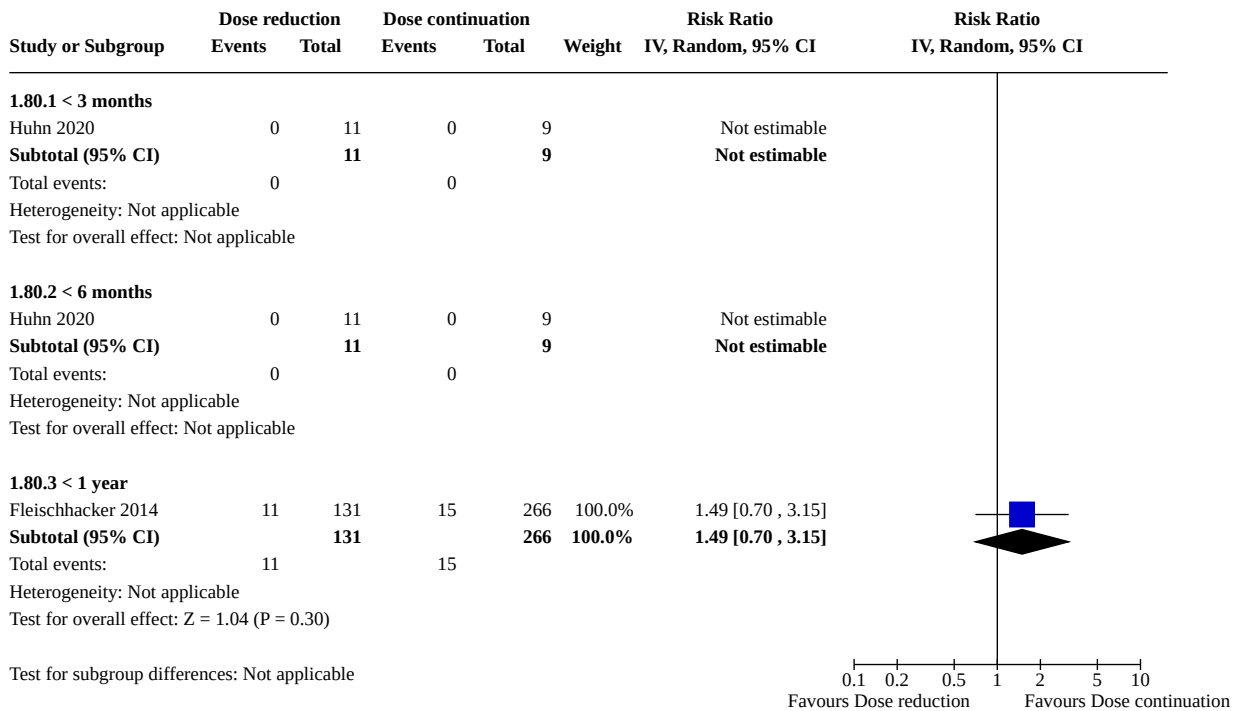 Dose reduction Dose continuation Risk Ratio Risk Ratio
Study or Subgroup Events Total Events Total Weight IV, Random, 95% CI IV, Random, 95% CI
1.80.1 < 3 months
Huhn 2020 0 11 0 9 Not estimable
Subtotal (95% CI) 11 9 Not estimable
Total events: 0 0
Heterogeneity: Not applicable
Test for overall effect: Not applicable
1.80.2 < 6 months
Huhn 2020 0 11 0 9 Not estimable
Subtotal (95% CI) 11 9 Not estimable
Total events: 0 0
Heterogeneity: Not applicable
Test for overall effect: Not applicable
1.80.3 < 1 year
Fleischhacker 2014 11 131 15 266 100.0% 1.49 [0.70 , 3.15]
Subtotal (95% CI) 131 266 100.0% 1.49 [0.70 , 3.15]
Total events: 11 15
Heterogeneity: Not applicable
Test for overall effect: Z = 1.04 (P = 0.30)
Test for subgroup differences: Not applicable
0.1 0.2 0.5 1 2 5 10
Favours Dose reduction Favours Dose continuation